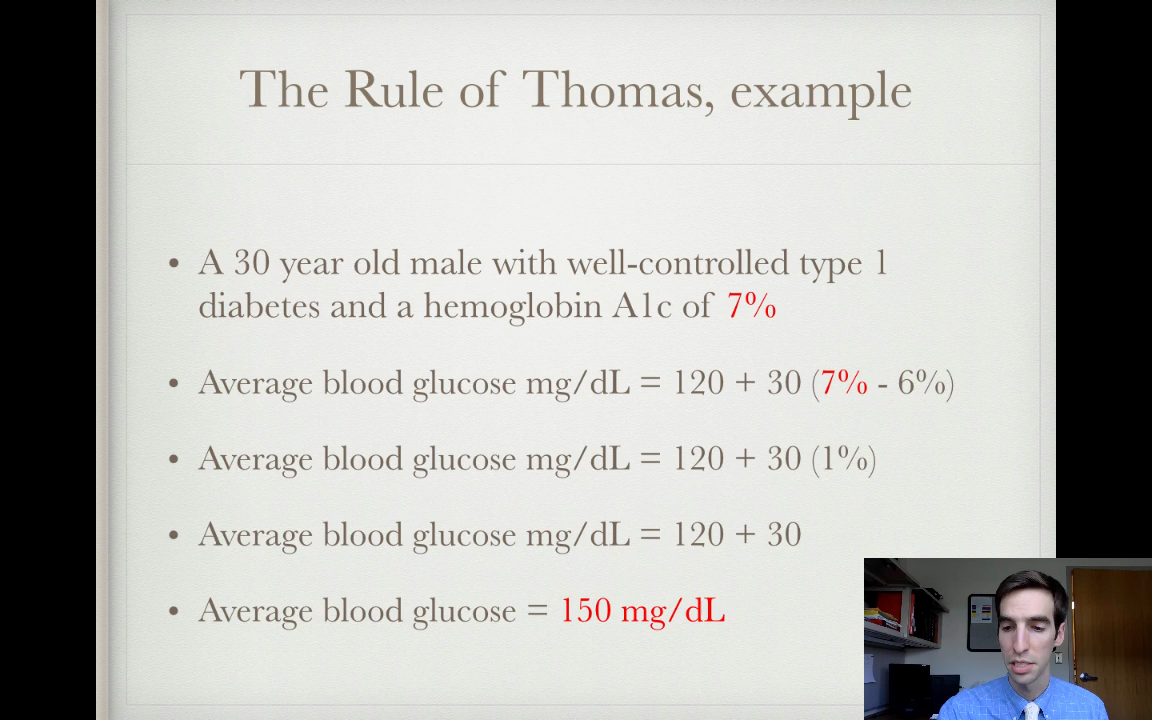 The Rule of Thomas, example
• A 30 year old male with well-controlled type 1
diabetes and a hemoglobin A1c of 7%
• Average blood glucose mg/dL = 120 + 30 (7% - 6%)
• Average blood glucose mg/dL = 120 + 30 (1%)
• Average blood glucose mg/dL = 120 + 30
• Average blood glucose = 150 mg/dL